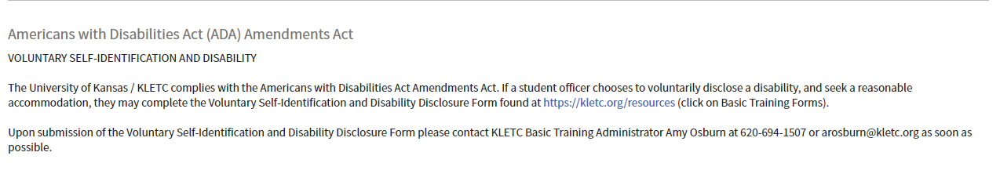 Americans with Disabilities Act (ADA) Amendments Act
VOLUNTARY SELF-IDENTIFICATION AND DISABILITY
The University of Kansas / KLETC complies with the Americans with Disabilities Act Amendments Act. If a student officer chooses to voluntarily disclose a disability, and seek a reasonable
accommodation, they may complete the Voluntary Self-Identification and Disability Disclosure Form found at https://kletc.org/resources (click on Basic Training Forms).
Upon submission of the Voluntary Self-Identification and Disability Disclosure Form please contact KLETC Basic Training Administrator Amy Osburn at 620-694-1507 or arosburn@kletc.org as soon as
possible.